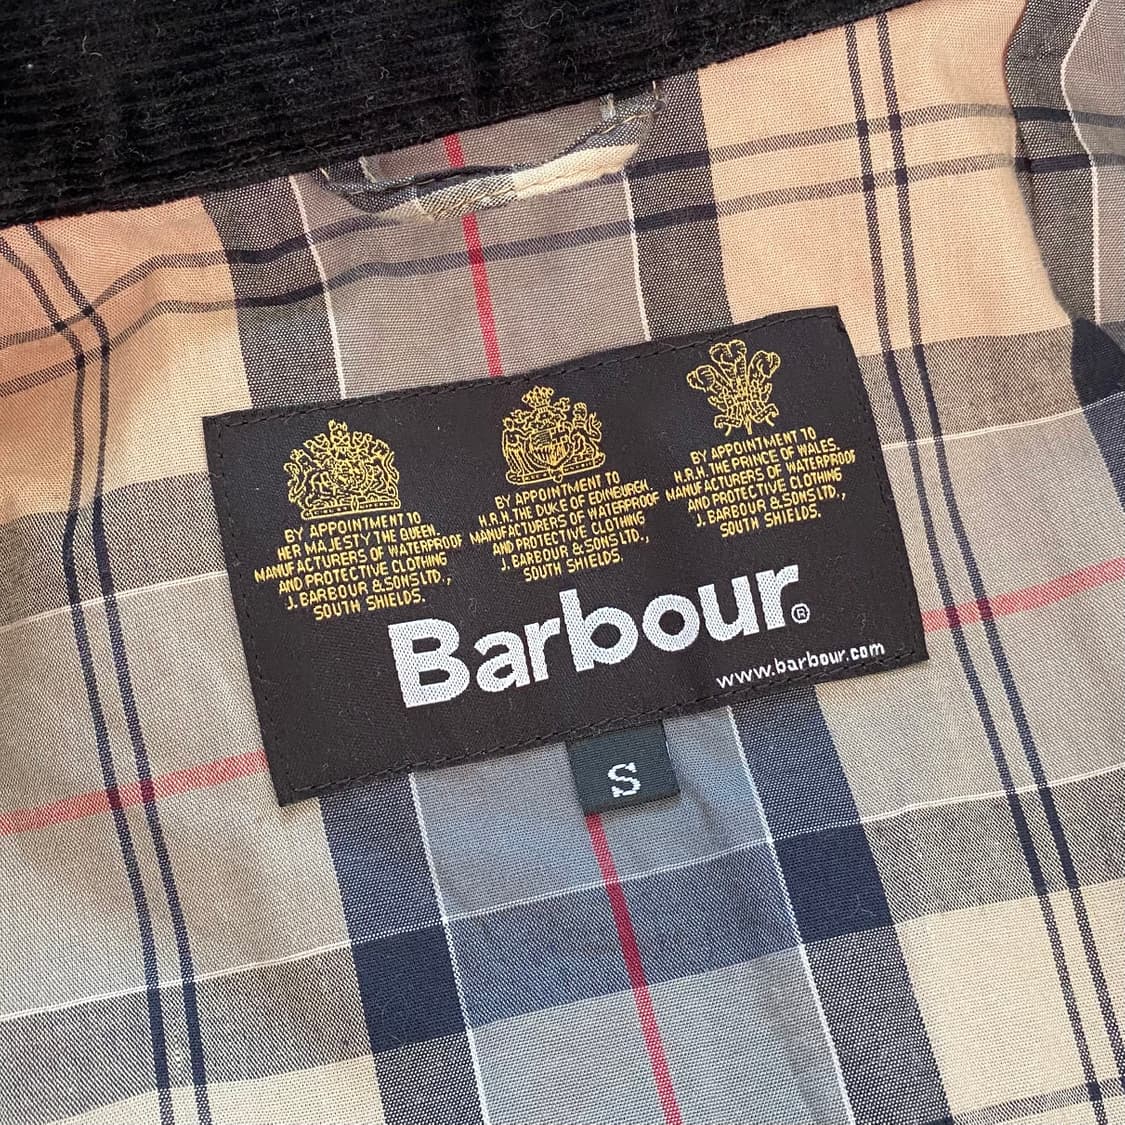 BY APPOINTMENT TO
HER MAJESTY THE QUEEN,
MANUFACTURERS OF WATERPROOF
AND PROTECTIVE CLOTHING
J. BARBOUR & SONS LTD.,
SOUTH SHIELDS.
BY APPOINTMENT TO
H.R.H. THE DUKE OF EDINBURGH,
MANUFACTURERS OF WATERPROOF
AND PROTECTIVE CLOTHING
J. BARBOUR & SONS LTD.,
SOUTH SHIELDS.
BY APPOINTMENT TO
H.R.H. THE PRINCE OF WALES,
MANUFACTURERS OF WATERPROOF
AND PROTECTIVE CLOTHING
J. BARBOUR & SONS LTD.,
SOUTH SHIELDS.
Barbour®
www.barbour.com
S